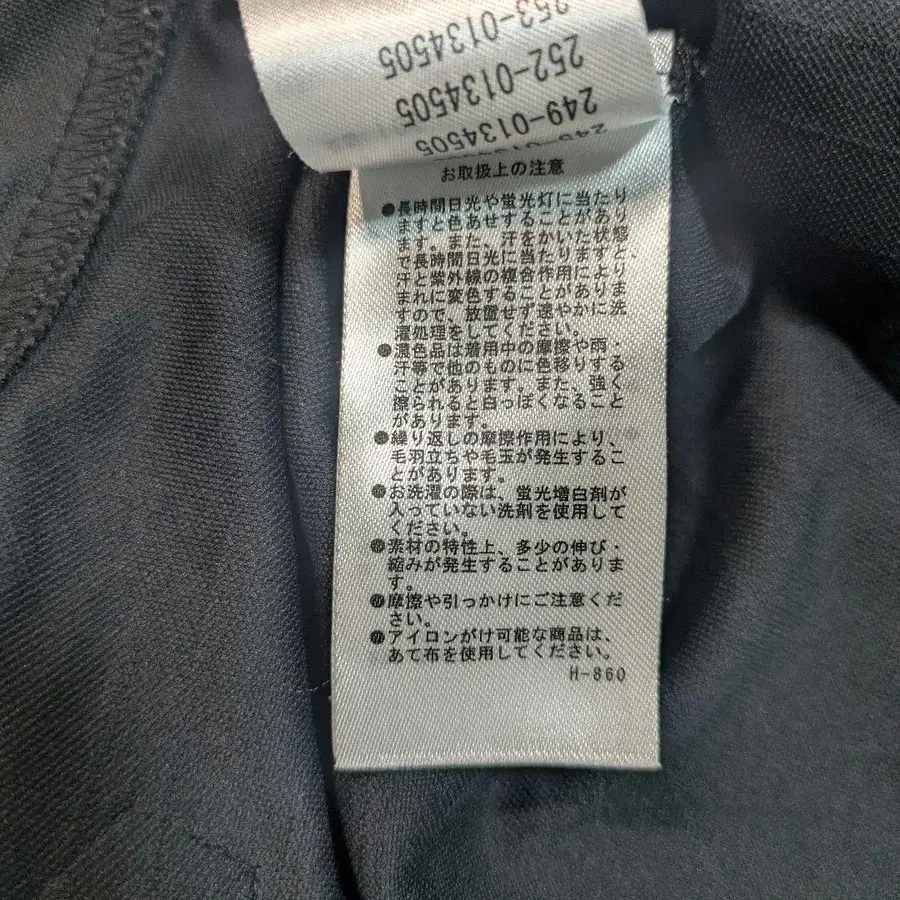 253-0134505
252-0134505
249-0134505
お取扱上の注意
●長時間日光や蛍光灯に当たり
ますと色あせすることがあり
ます。また、汗をかいた状態
で長時間日光に当たりますと、
汗と紫外線の複合作用により
まれに変色することがありま
すので、放置せず速やかに洗
濯処理をしてください。
●濃色品は着用中の摩擦や雨・
汗等で他のものに色移りする
ことがあります。また、強く
擦られると白っぽくなること
があります。
●繰り返しの摩擦作用により、
毛羽立ちや毛玉が発生するこ
とがあります。
●お洗濯の際は、蛍光増白剤が
入っていない洗剤を使用して
ください。
●素材の特性上、多少の伸び・
縮みが発生することがありま
す。
●摩擦や引っかけにご注意くだ
さい。
●アイロンがけ可能な商品は、
あて布を使用してください。
H-860